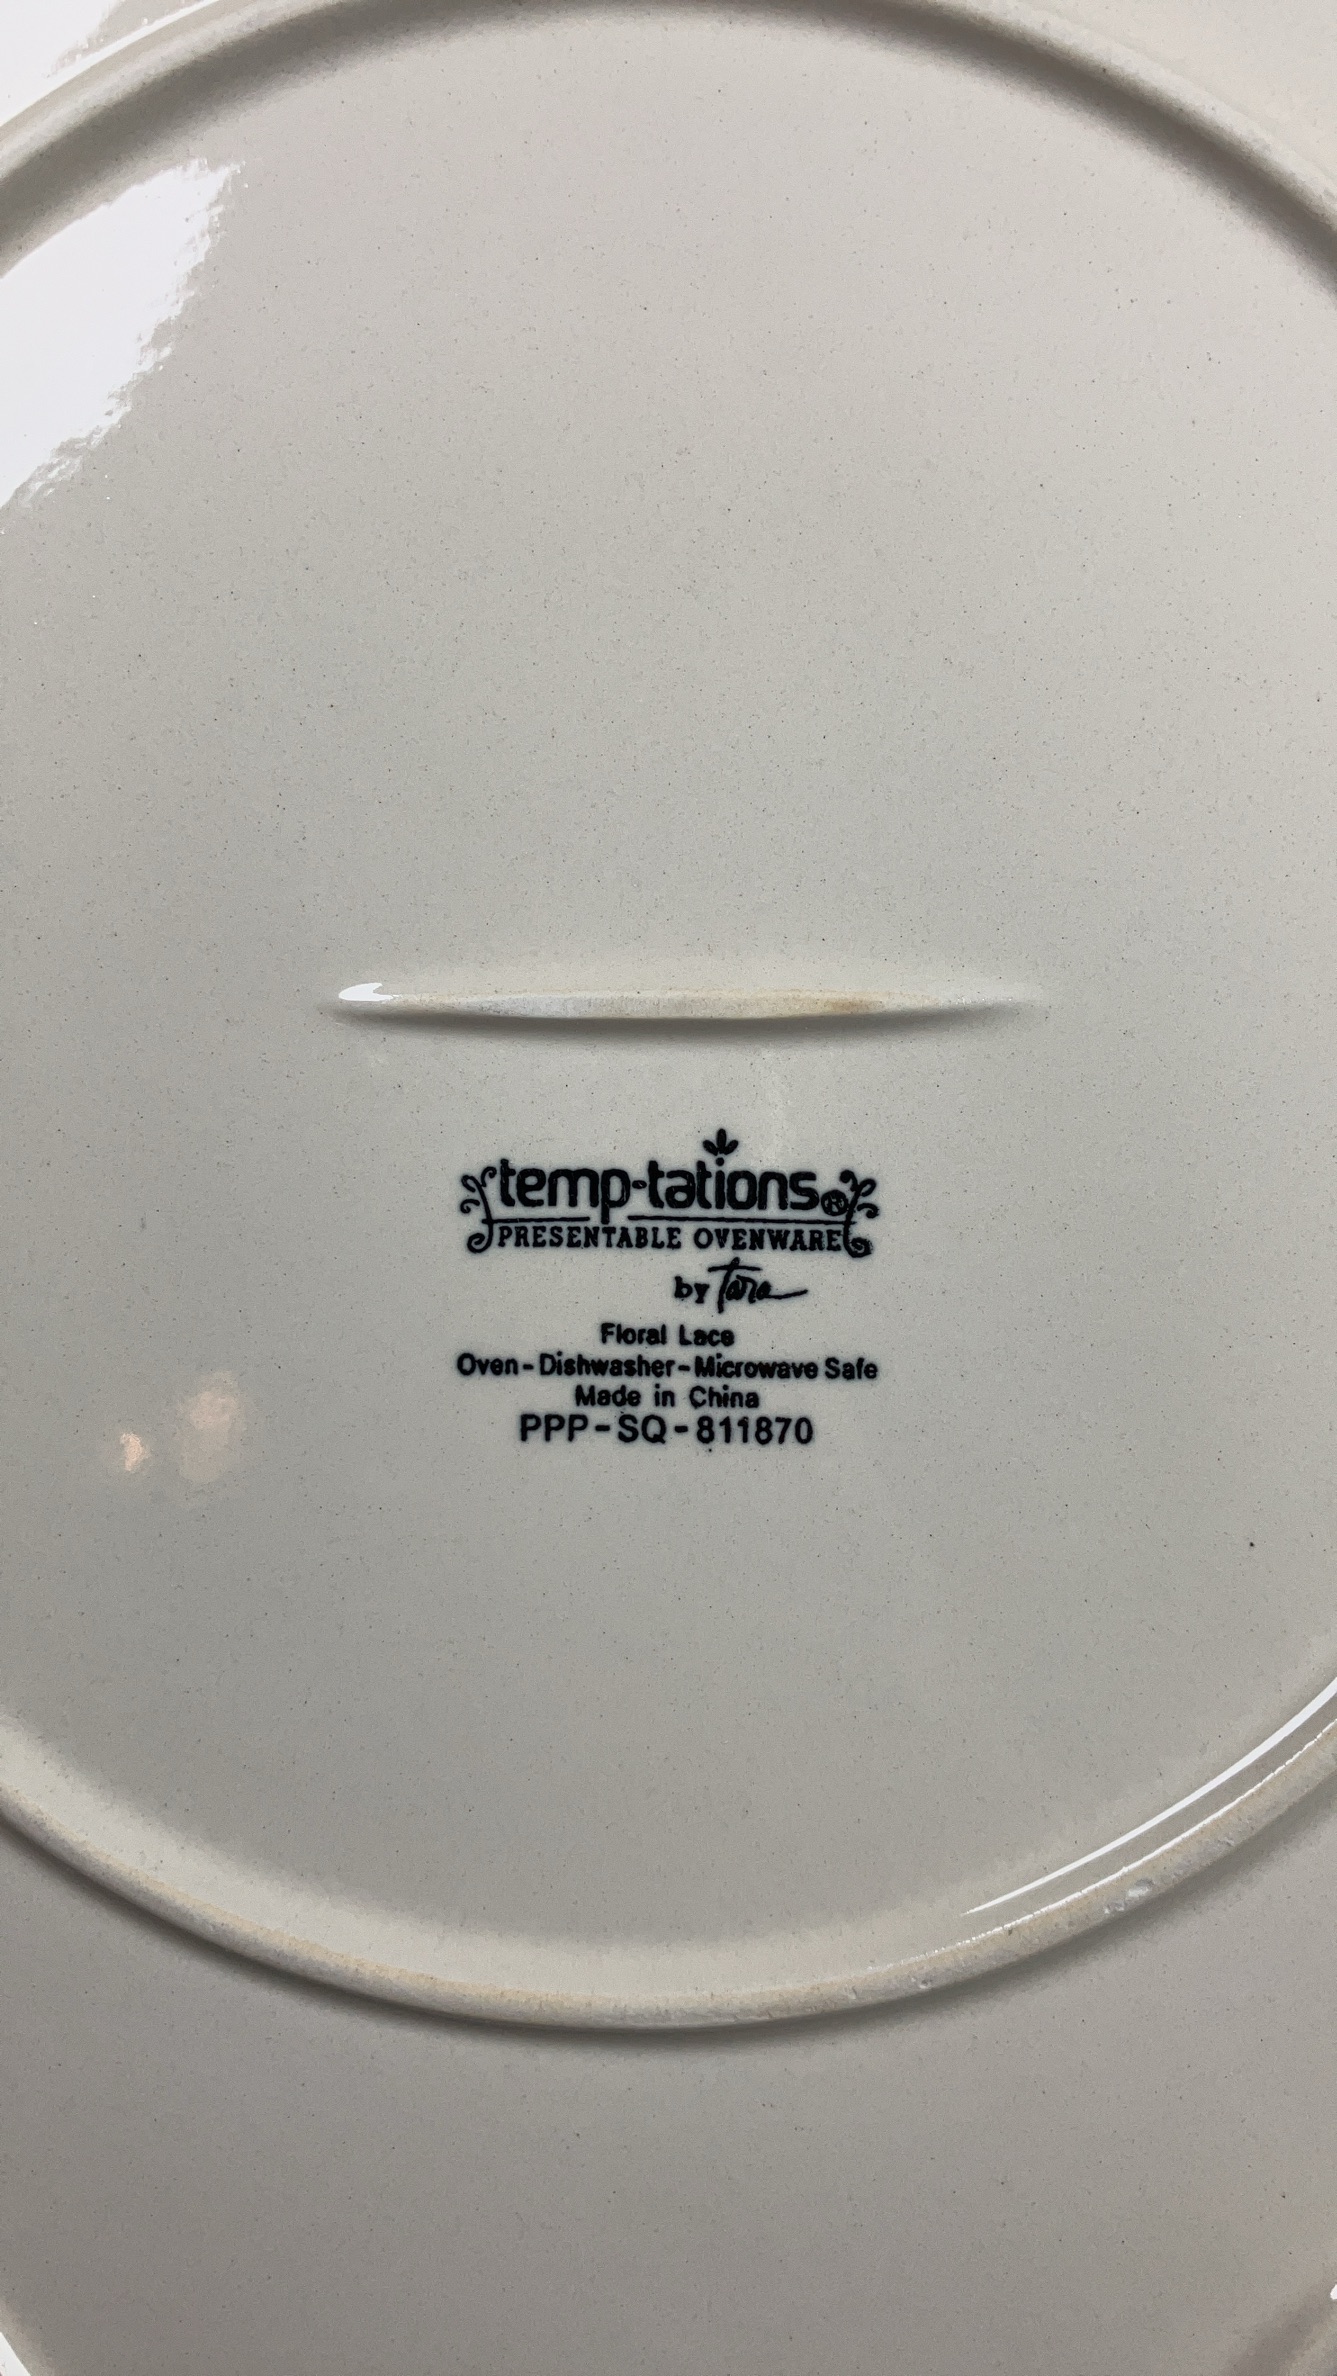 temp-tations®
PRESENTABLE OVENWARE
by Tara
Floral Lace
Oven-Dishwasher-Microwave Safe
Made in China
PPP-SQ-811870